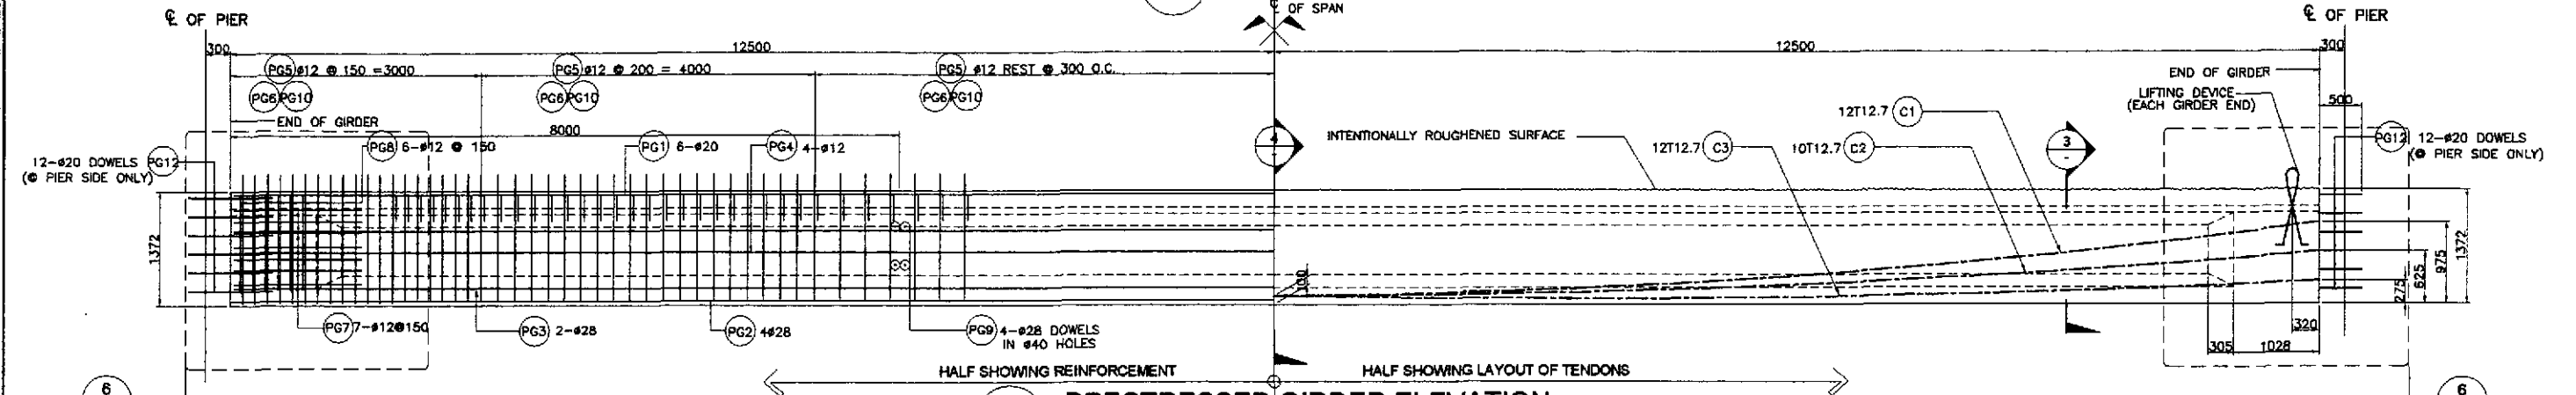 ℄ OF PIER
℄ OF SPAN
℄ OF PIER
300
12500
12500
300
PG5 ø12 @ 150 =3000
PG5 ø12 @ 200 = 4000
PG5 ø12 REST @ 300 O.C.
END OF GIRDER
PG6 PG10
PG6 PG10
PG6 PG10
LIFTING DEVICE
(EACH GIRDER END)
500
12T12.7 C1
END OF GIRDER
8000
4
-
INTENTIONALLY ROUGHENED SURFACE
3
-
12-ø20 DOWELS PG12
(@ PIER SIDE ONLY)
PG8 6-ø12 @ 150
PG1 6-ø20
PG4 4-ø12
12T12.7 C3
10T12.7 C2
PG12 12-ø20 DOWELS
(@ PIER SIDE ONLY)
1372
100
275
625
975
1372
PG7 7-ø12@150
PG3 2-ø28
PG2 4ø28
PG9 4-ø28 DOWELS
IN ø40 HOLES
320
305
1028
HALF SHOWING REINFORCEMENT
HALF SHOWING LAYOUT OF TENDONS
6
6
PRESTRESSED GIRDER ELEVATION